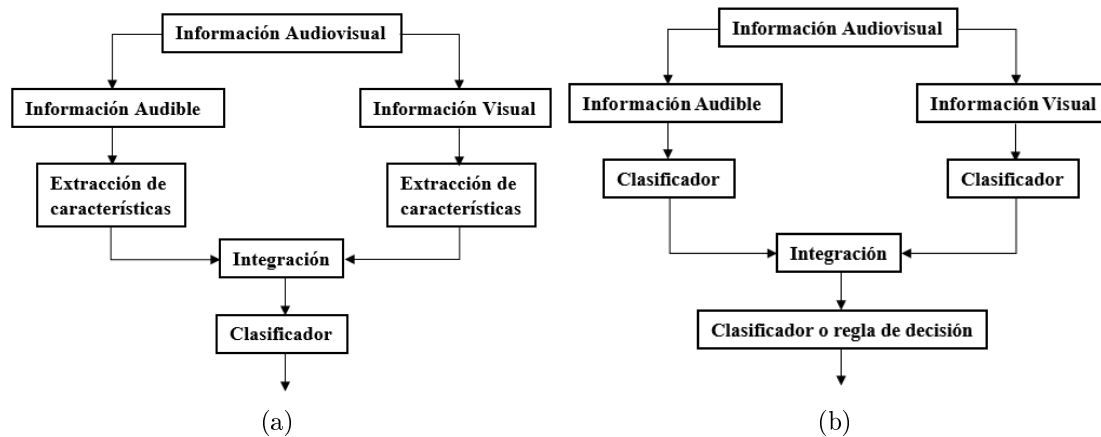 Información Audiovisual
Información Audible
Información Visual
Extracción de
características
Extracción de
características
Integración
Clasificador
(a)
Información Audiovisual
Información Audible
Información Visual
Clasificador
Clasificador
Integración
Clasificador o regla de decisión
(b)